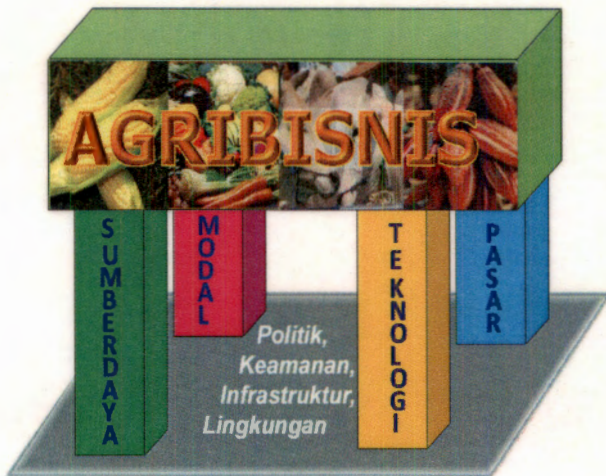 AGRIBISNIS
SUMBERDAYA
MODAL
TEKNOLOGI
PASAR
Politik,
Keamanan,
Infrastruktur,
Lingkungan